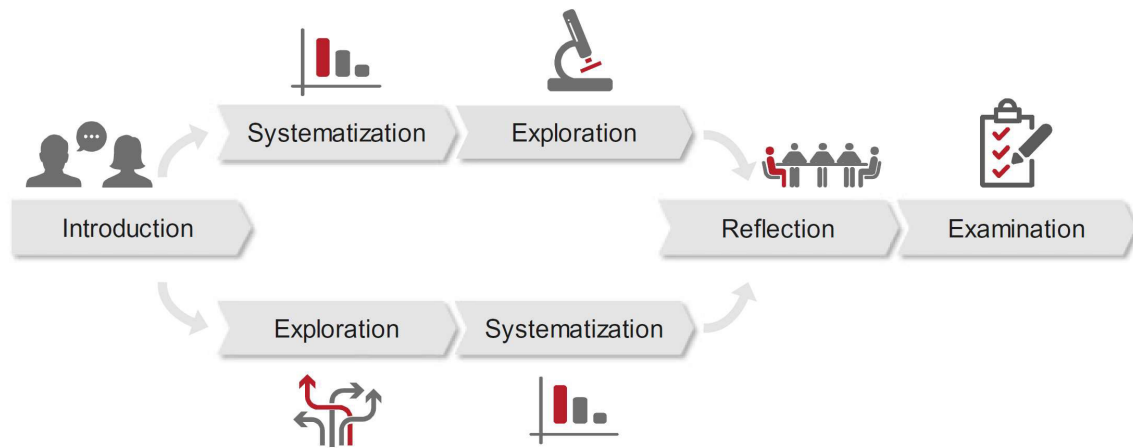 Systematization
Exploration
Introduction
Reflection
Examination
Exploration
Systematization